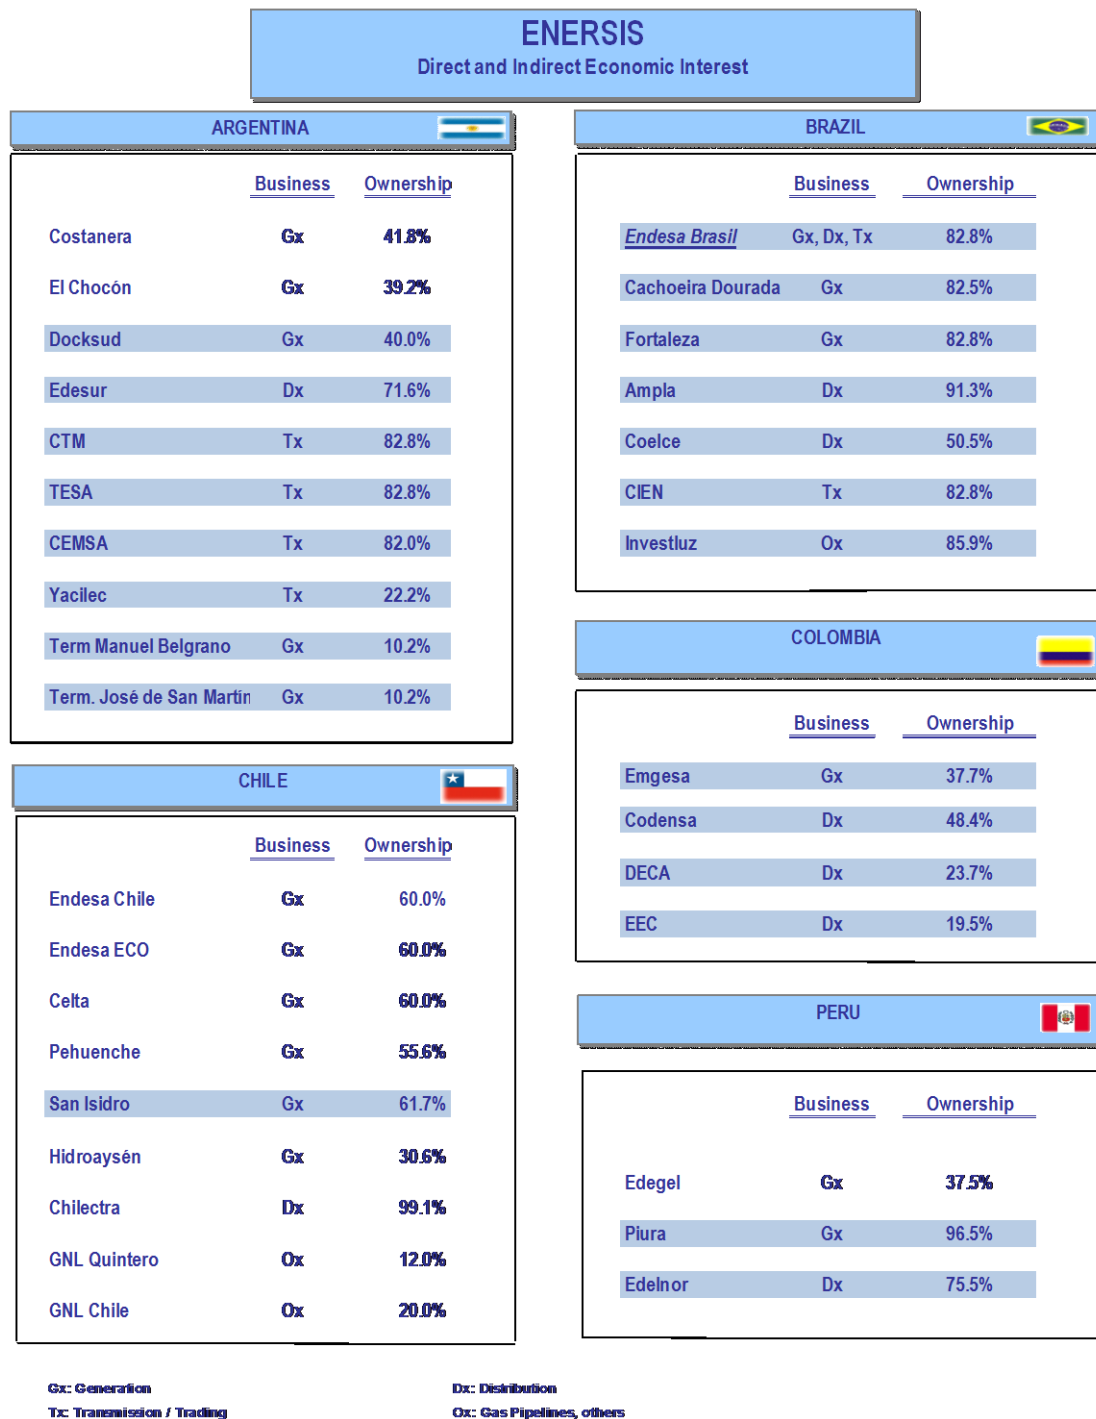 ENERSIS
Direct and Indirect Economic Interest
ARGENTINA
Business Ownership
Costanera Gx 41.8%
El Chocón Gx 39.2%
Docksud Gx 40.0%
Edesur Dx 71.6%
CTM Tx 82.8%
TESA Tx 82.8%
CEMSA Tx 82.0%
Yacilec Tx 22.2%
Term Manuel Belgrano Gx 10.2%
Term. José de San Martín Gx 10.2%
CHILE
Business Ownership
Endesa Chile Gx 60.0%
Endesa ECO Gx 60.0%
Celta Gx 60.0%
Pehuenche Gx 55.6%
San Isidro Gx 61.7%
Hidroaysén Gx 30.6%
Chilectra Dx 99.1%
GNL Quintero Ox 12.0%
GNL Chile Ox 20.0%
BRAZIL
Business Ownership
Endesa Brasil Gx, Dx, Tx 82.8%
Cachoeira Dourada Gx 82.5%
Fortaleza Gx 82.8%
Ampla Dx 91.3%
Coelce Dx 50.5%
CIEN Tx 82.8%
Investluz Ox 85.9%
COLOMBIA
Business Ownership
Emgesa Gx 37.7%
Codensa Dx 48.4%
DECA Dx 23.7%
EEC Dx 19.5%
PERU
Business Ownership
Edegel Gx 37.5%
Piura Gx 96.5%
Edelnor Dx 75.5%
Gx: Generation Dx: Distribution
Tx: Transmission / Trading Ox: Gas Pipelines, others